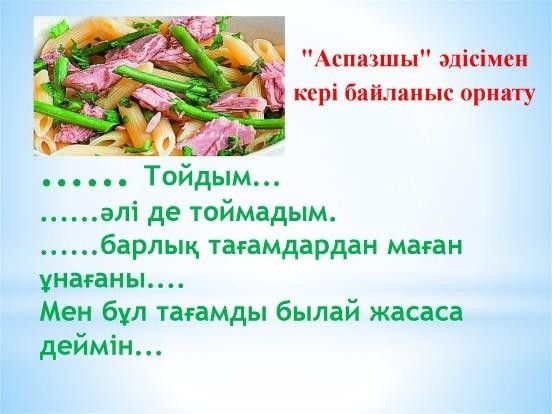 "Аспазшы" әдісімен
кері байланыс орнату
...... Тойдым...
......әлі де тоймадым.
......барлық тағамдардан маған
ұнағаны....
Мен бұл тағамды былай жасаса
деймін...